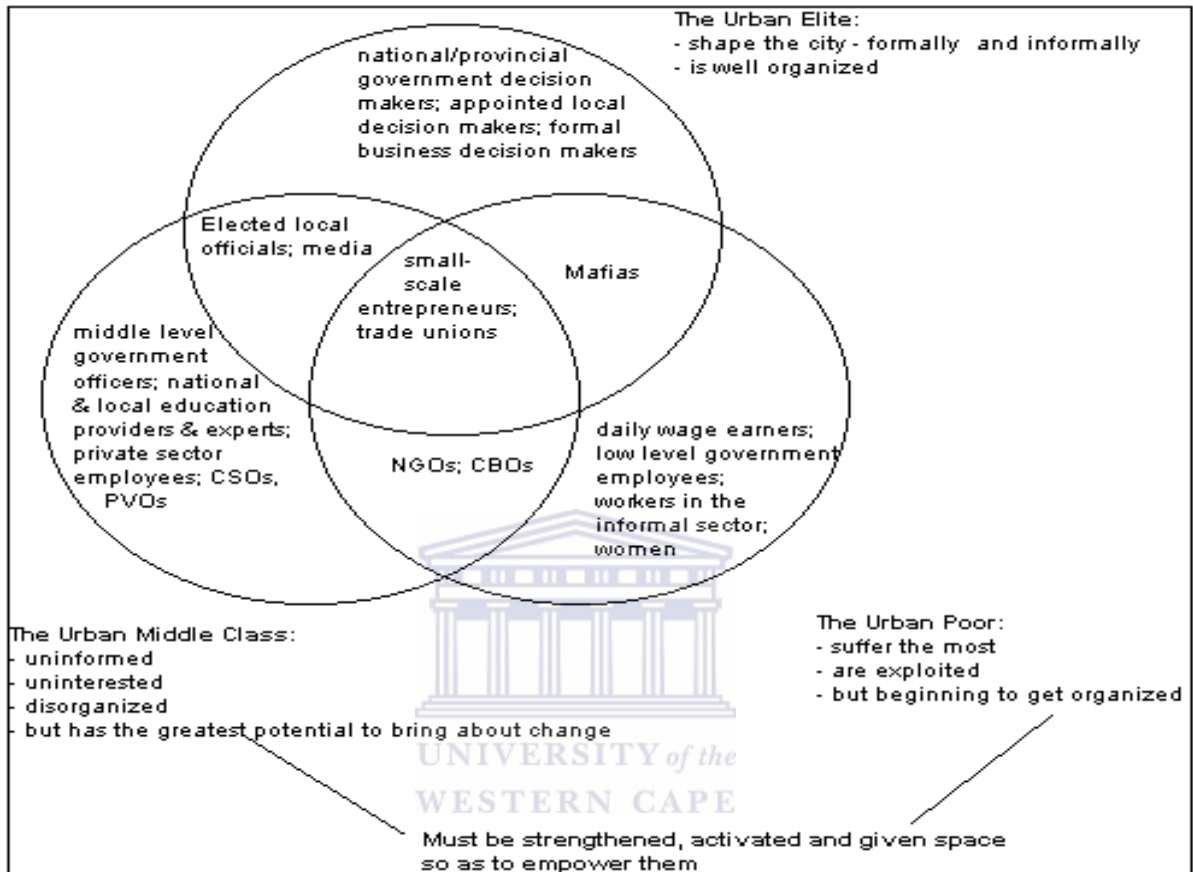 The Urban Elite:
- shape the city - formally and informally
- is well organized
national/provincial
government decision
makers; appointed local
decision makers; formal
business decision makers
Elected local
officials; media
small-
scale
entrepreneurs;
trade unions
Mafias
middle level
government
officers; national
& local education
providers & experts;
private sector
employees; CSOs,
PVOs
NGOs; CBOs
daily wage earners;
low level government
employees;
workers in the
informal sector;
women
The Urban Middle Class:
- uninformed
- uninterested
- disorganized
- but has the greatest potential to bring about change
The Urban Poor:
- suffer the most
- are exploited
- but beginning to get organized
UNIVERSITY of the
WESTERN CAPE
Must be strengthened, activated and given space
so as to empower them